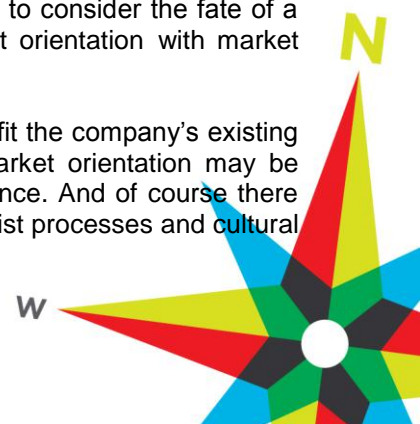 to consider the fate of a
t orientation with market
fit the company’s existing
arket orientation may be
nce. And of course there
ist processes and cultural
N
W